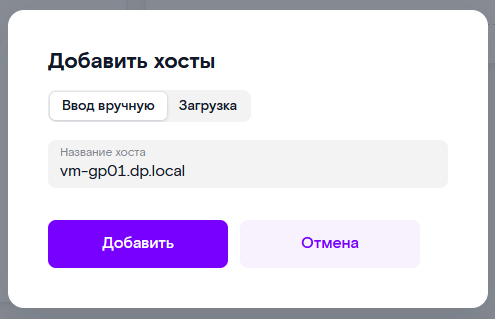 Добавить хосты
Ввод вручную Загрузка
Название хоста
vm-gp01.dp.local
Добавить Отмена